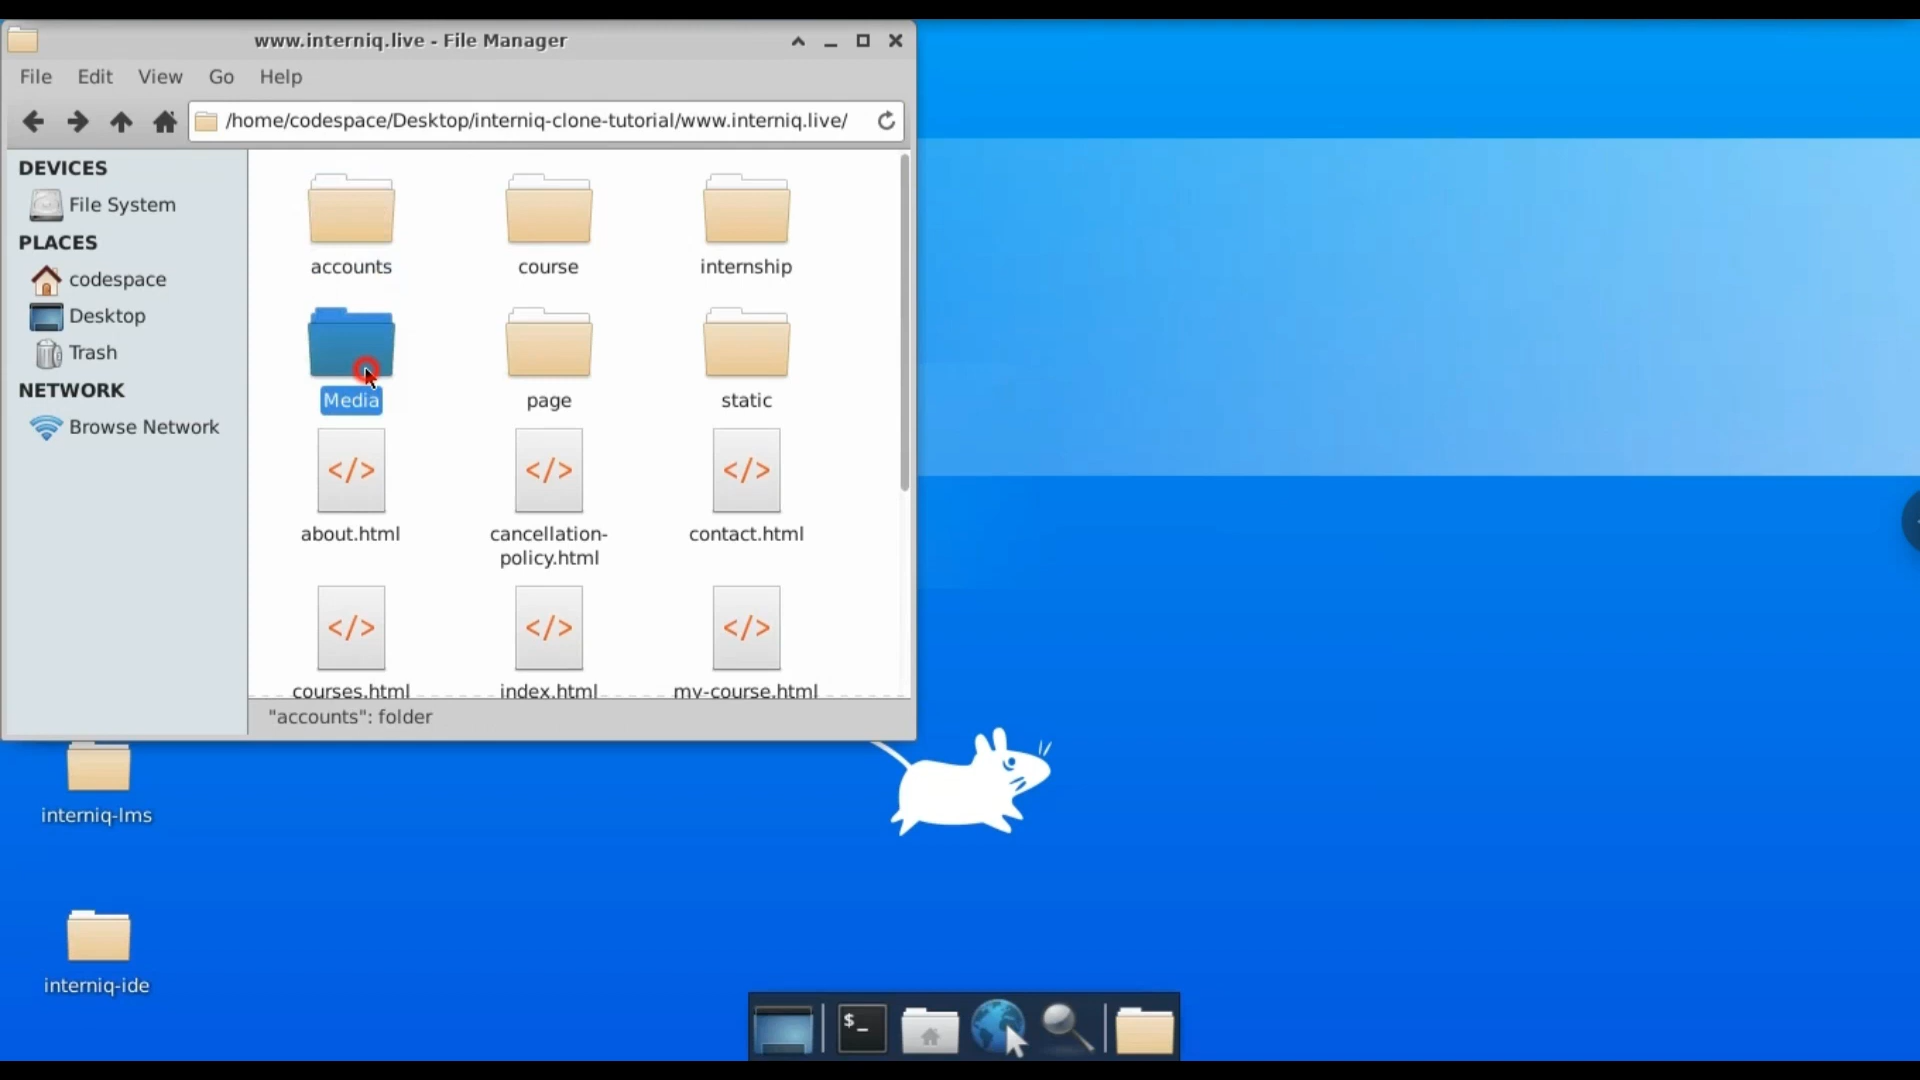 www.interniq.live - File Manager
File Edit View Go Help
/home/codespace/Desktop/interniq-clone-tutorial/www.interniq.live/
DEVICES
File System
PLACES
codespace
Desktop
Trash
NETWORK
Browse Network
accounts course internship
Media page static
</> </> </>
about.html cancellation-
policy.html contact.html
</> </> </>
courses.html index.html my-course.html
"accounts": folder
interniq-lms
interniq-ide
$_